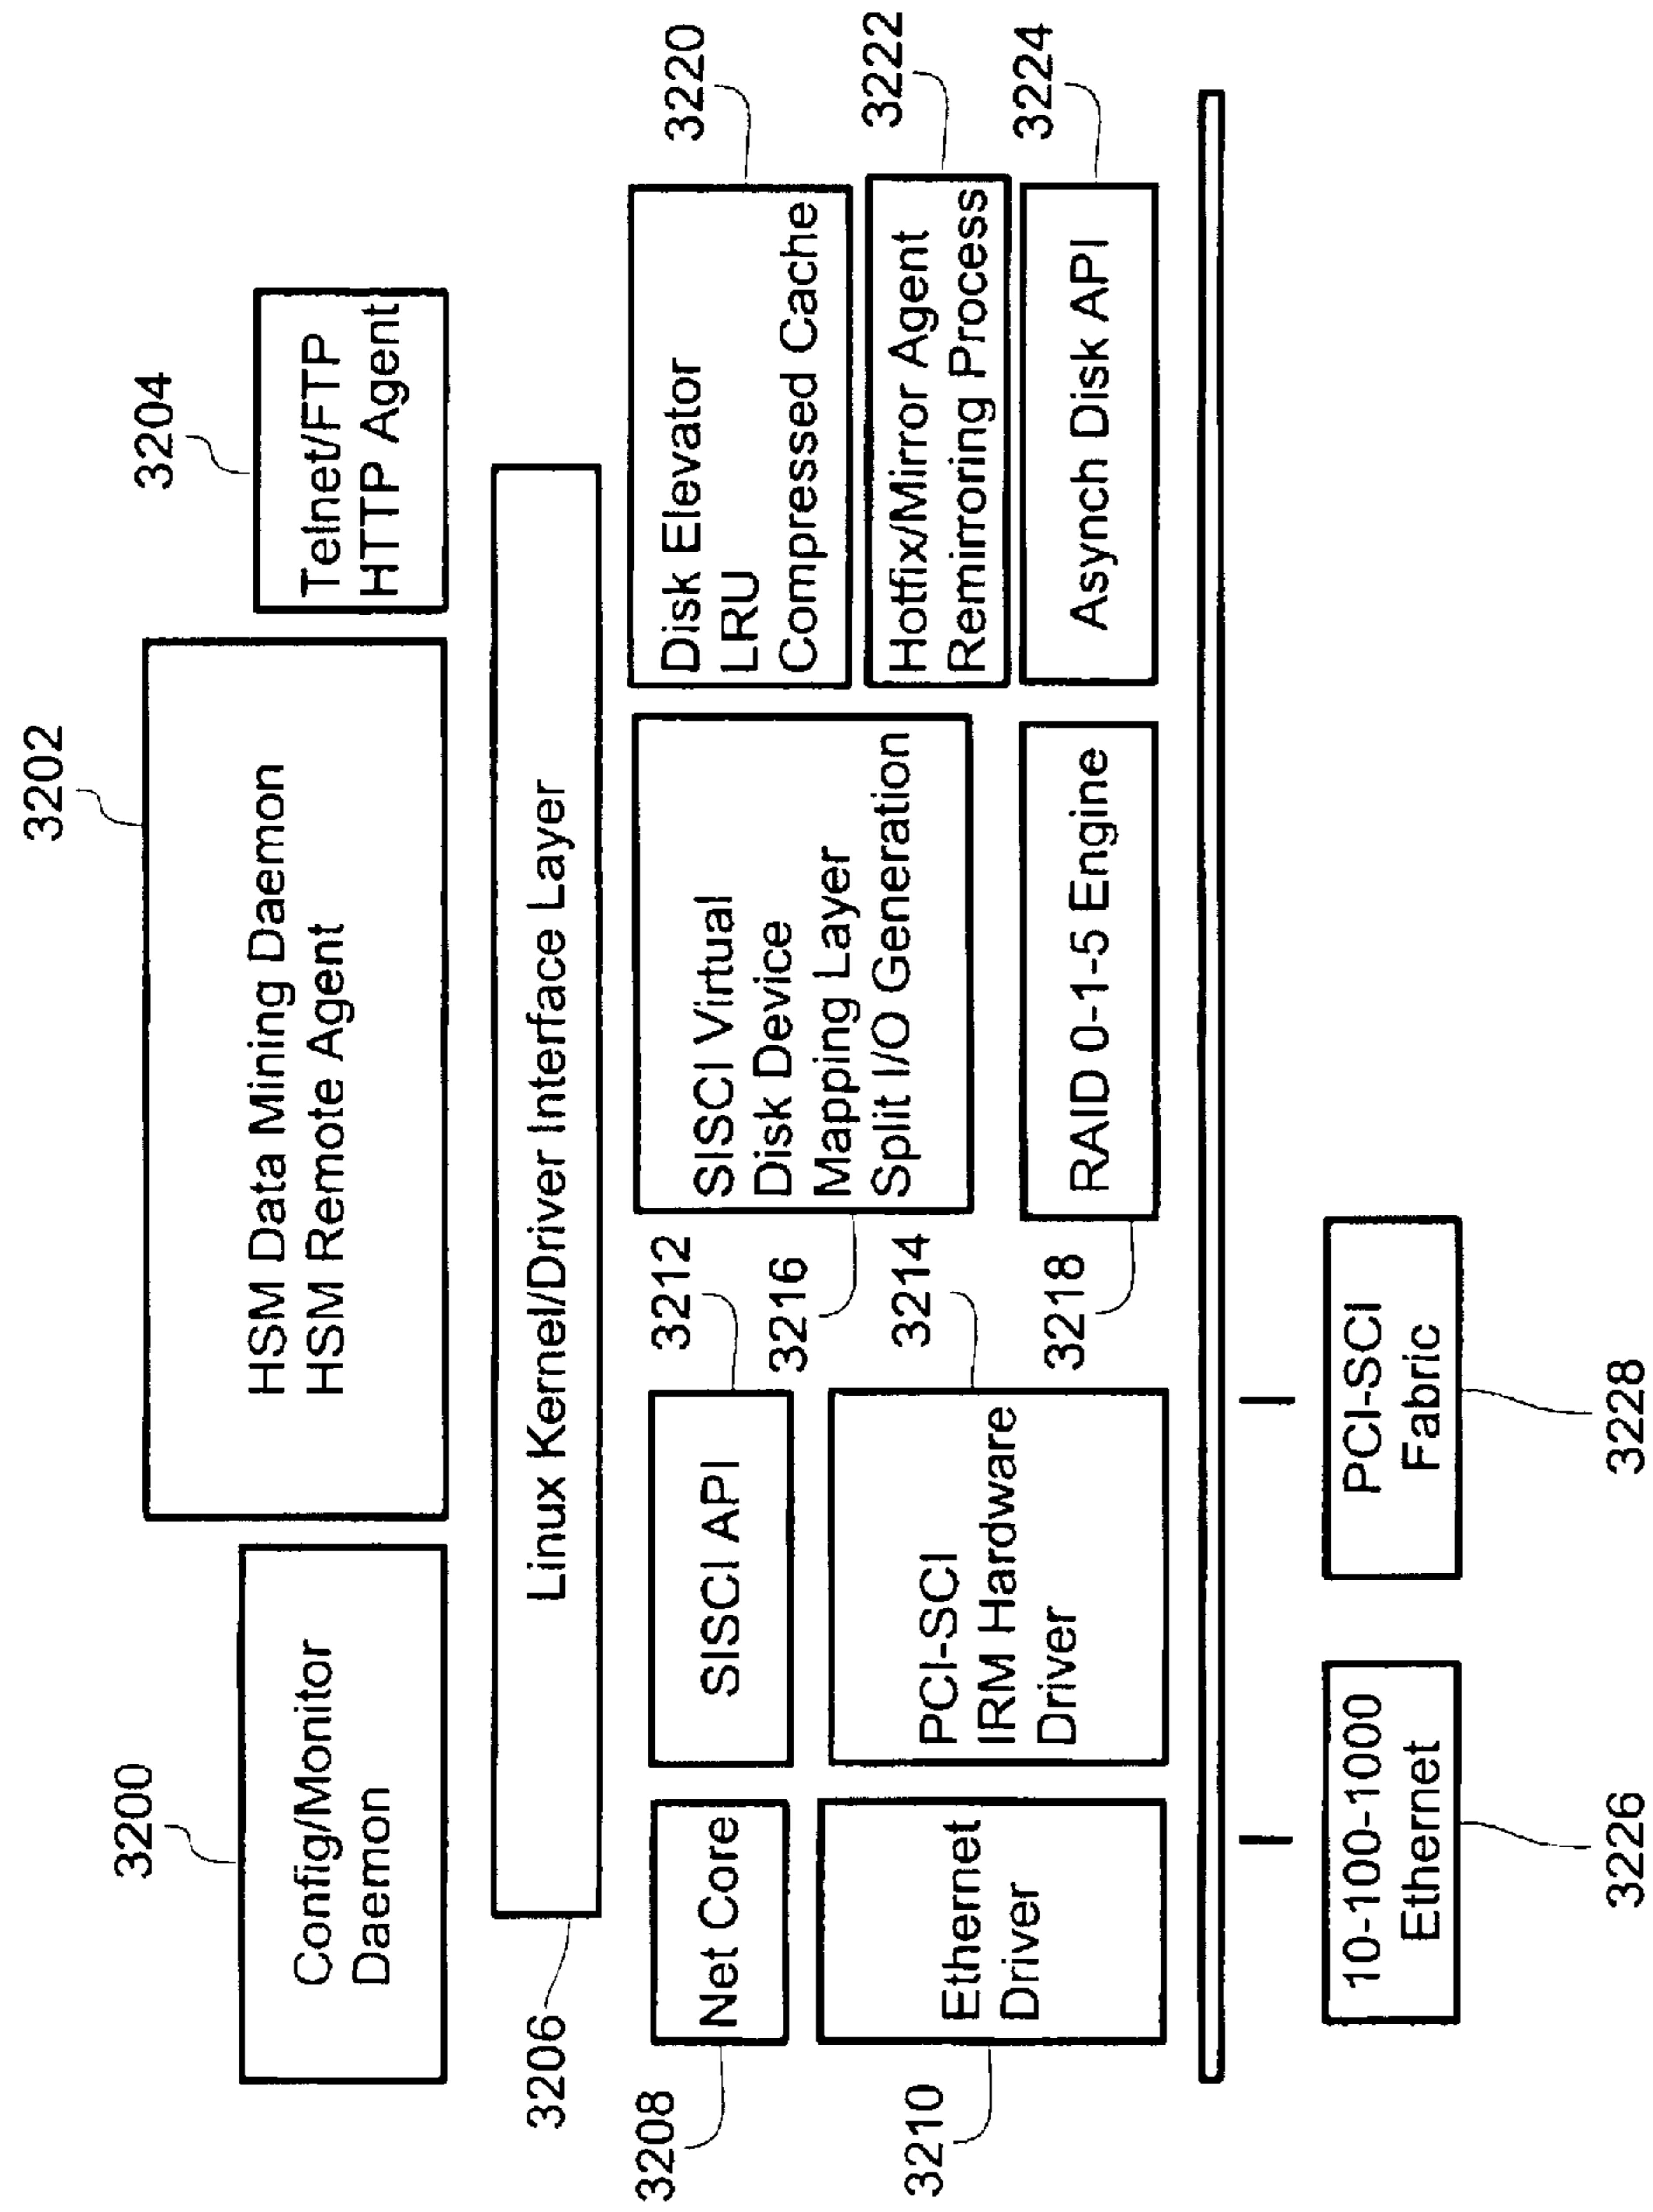 3202
3204
3200
HSM Data Mining Daemon
HSM Remote Agent
Telnet/FTP
HTTP Agent
Config/Monitor
Daemon
Linux Kernel/Driver Interface Layer
3206
3208
Net Core
3210
Ethernet
Driver
3212
SISCI API
3214
PCI-SCI
IRM Hardware
Driver
3216
SISCI Virtual
Disk Device
Mapping Layer
Split I/O Generation
3218
RAID 0-1-5 Engine
3220
Disk Elevator
LRU
Compressed Cache
3222
Hotfix/Mirror Agent
Remirroring Process
3224
Asynch Disk API
10-100-1000
Ethernet
3226
PCI-SCI
Fabric
3228